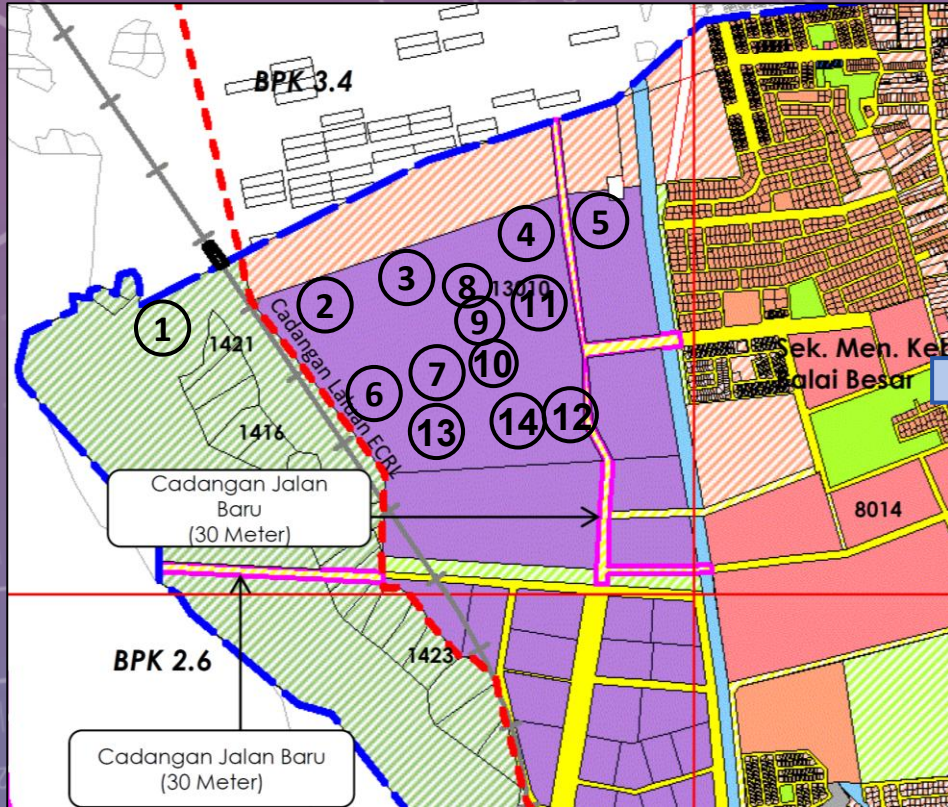 BPK 3.4
5
4
3
8
13010
11
2
1
9
1421
Cadangan Laluan ECRL
Sek. Men. Keb
Balai Besar
10
7
6
12
14
13
1416
Cadangan Jalan
Baru
(30 Meter)
8014
1423
BPK 2.6
Cadangan Jalan Baru
(30 Meter)